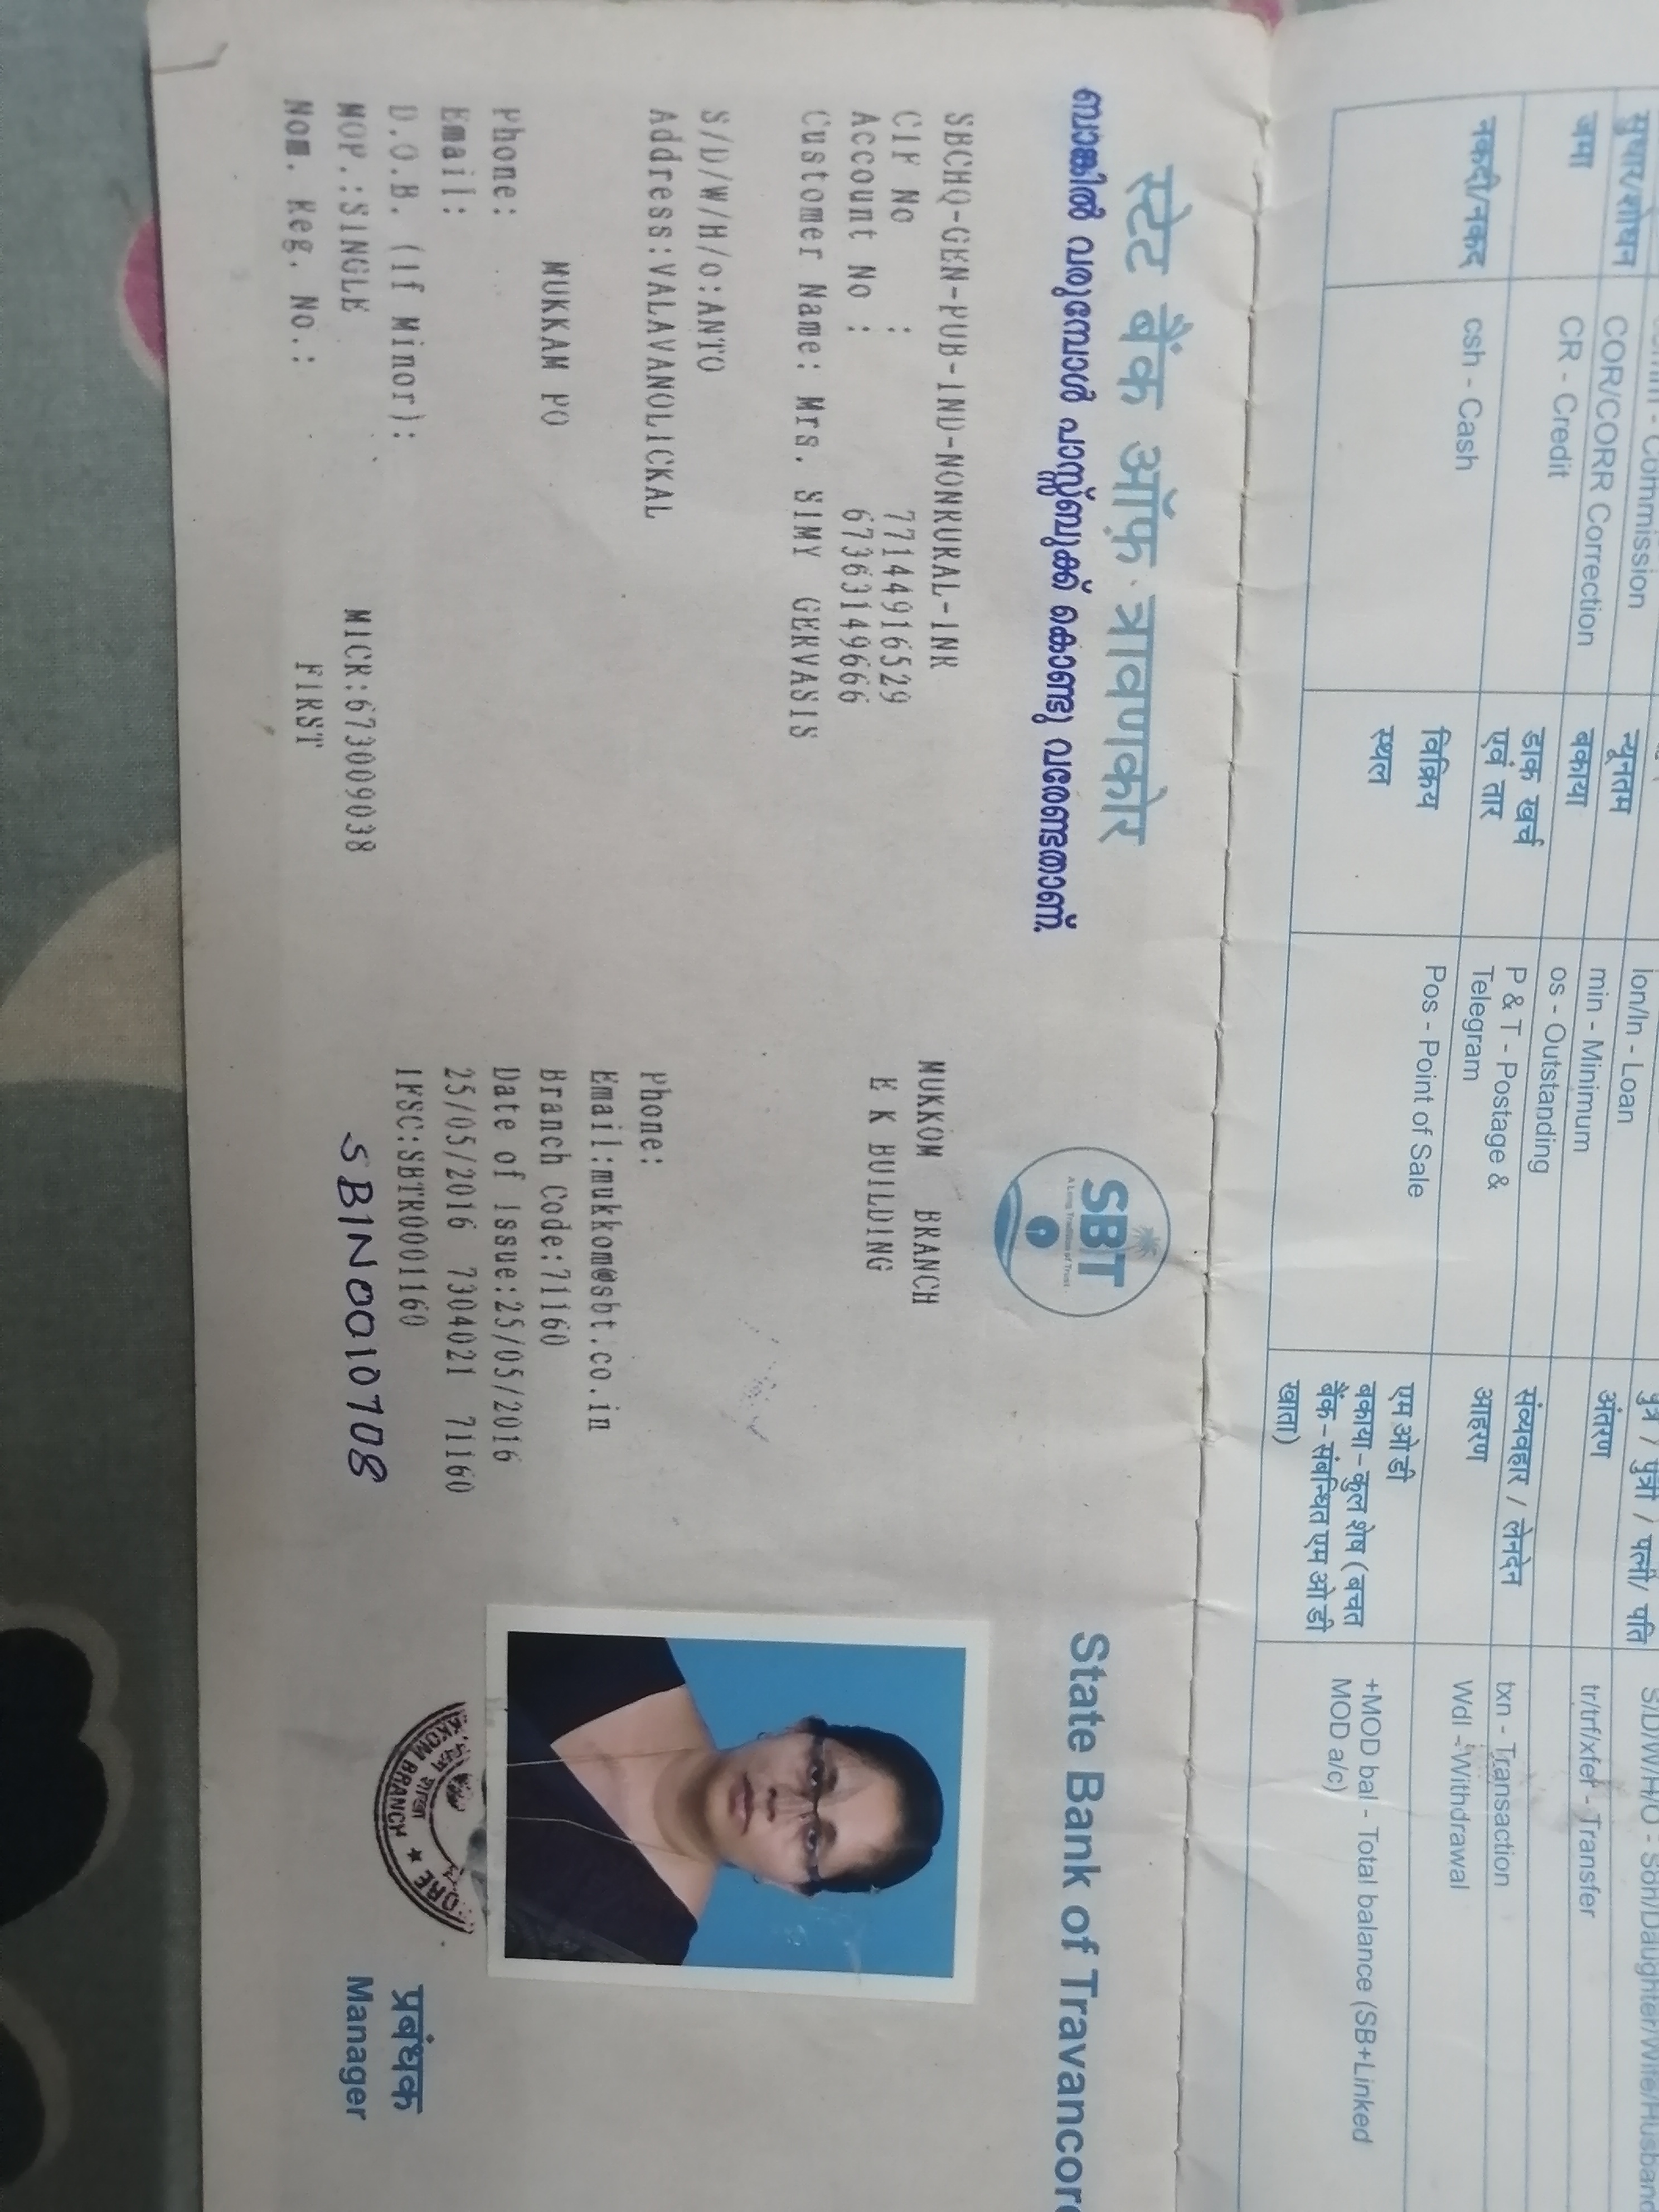 Commission
सुधार/शोधन COR/CORR Correction न्यूनतम lon/ln - Loan पुत्र / पुत्री / पत्नी/ पति S/D/W/H/O - Son/Daughter/Wife/Husband
जमा CR - Credit बकाया min - Minimum अंतरण tr/trf/xfer - Transfer
os - Outstanding
नकदी/नकद csh - Cash डाक खर्च एवं तार P & T - Postage & Telegram संव्यवहार / लेनदेन txn - Transaction
विक्रिय स्थल Pos - Point of Sale आहरण Wdl - Withdrawal
एम ओ डी
बकाया - कुल शेष (बचत
बैंक - संबन्धित एम ओ डी
खाता)
+MOD bal - Total balance (SB+Linked
MOD a/c)
स्टेट बैंक ऑफ़ त्रावणकोर
SBT
A Long Tradition of Trust
State Bank of Travancore
ബാങ്കിൽ വരുമ്പോൾ പാസ്സ്ബുക്ക് കൊണ്ടു വരേണ്ടതാണ്.
SBCHQ-GEN-PUB-IND-NONRURAL-INR
CIF No : 77144916529
Account No : 67363149666
Customer Name: Mrs. SIMY GERVASIS
S/D/W/H/o:ANTO
Address:VALAVANOLICKAL
MUKKAM PO
Phone:
Email:
D.O.B. (If Minor):
MOP.:SINGLE MICR:673009038
Nom. Reg. No.: FIRST
MUKKOM BRANCH
E K BUILDING
Phone:
Email:mukkom@sbt.co.in
Branch Code:71160
Date of Issue:25/05/2016
25/05/2016 7304021 71160
IFSC:SBTR0001160
SBIN0010708
KOM BRANCH ★
ORE
प्रबंधक
Manager